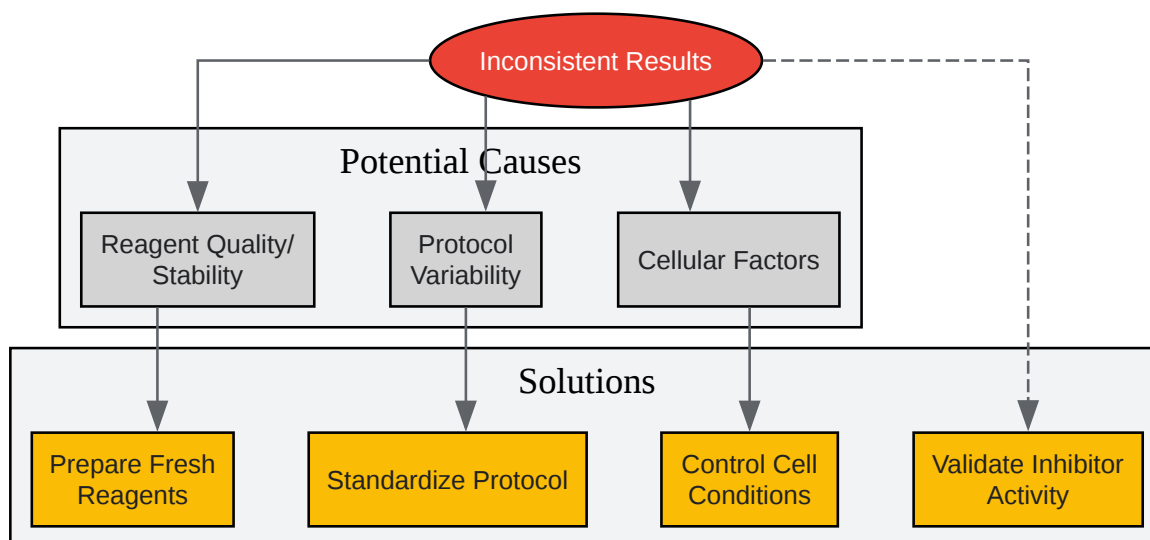 Inconsistent Results
Potential Causes
Reagent Quality/
Stability
Protocol
Variability
Cellular Factors
Solutions
Prepare Fresh
Reagents
Standardize Protocol
Control Cell
Conditions
Validate Inhibitor
Activity